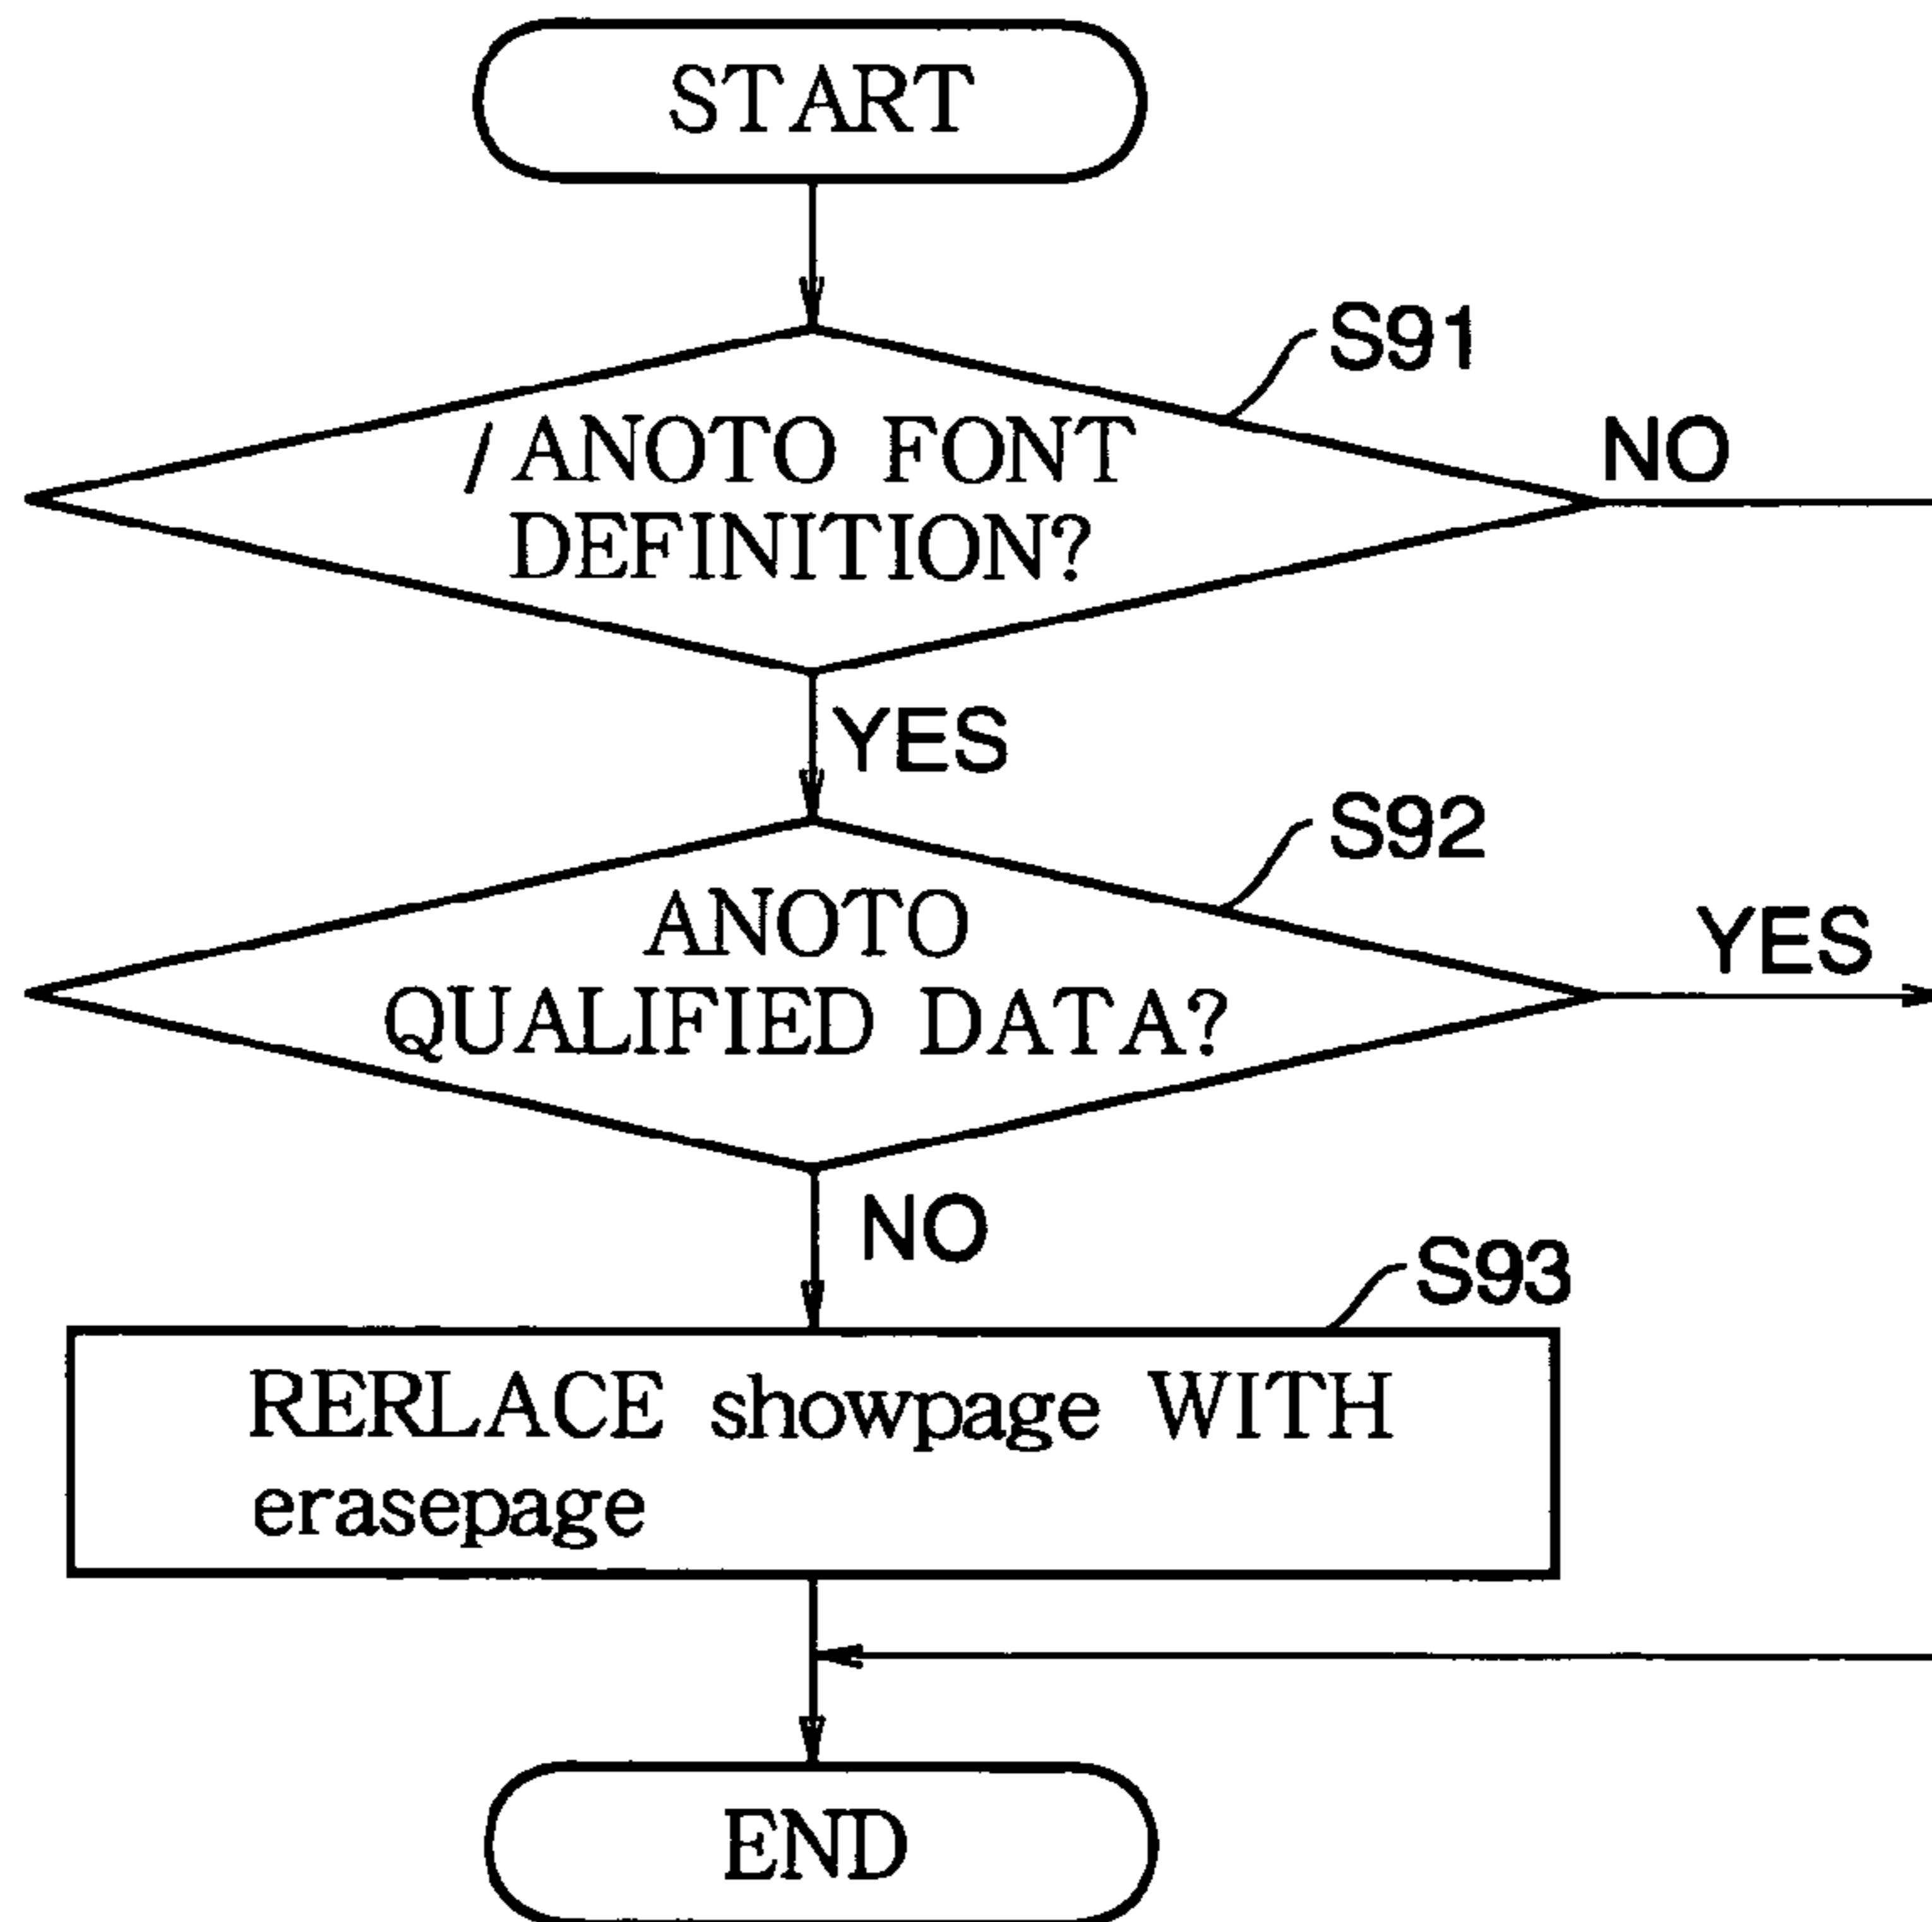 START
S91
/ANOTO FONT
DEFINITION?
NO
YES
S92
ANOTO
QUALIFIED DATA?
YES
NO
S93
RERLACE showpage WITH
erasepage
END